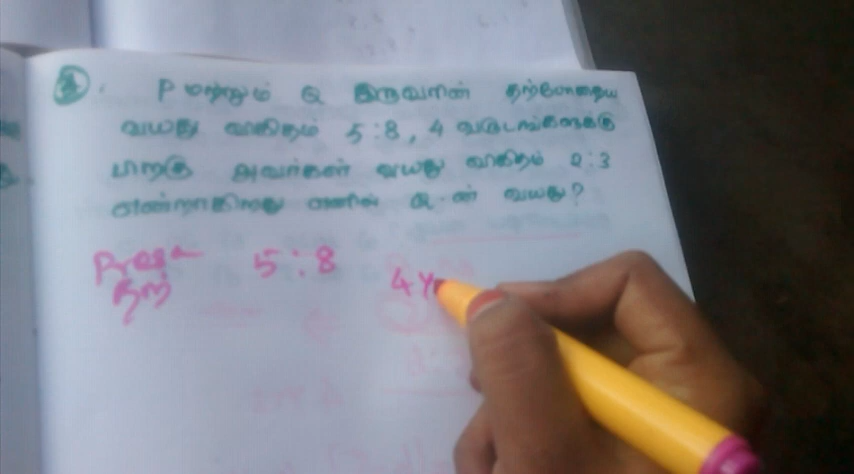 P மற்றும் Q இருவரின் தற்போதைய
வயது விகிதம் 5:8, 4 வருடங்களுக்கு
பிறகு அவர்கள் வயது விகிதம் 2:3
என்றாகிறது எனில் Q-ன் வயது?
Prese 5:8 4 Y
தற்